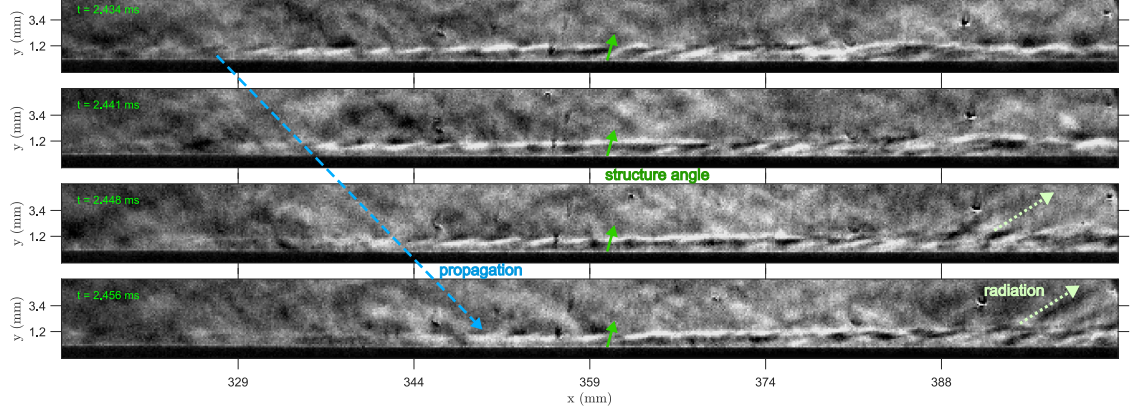 t = 2.434 ms
y (mm)
3.4
1.2
t = 2.441 ms
y (mm)
3.4
1.2
structure angle
t = 2.448 ms
y (mm)
3.4
1.2
propagation
t = 2.456 ms
radiation
y (mm)
3.4
1.2
329 344 359 374 388
x (mm)